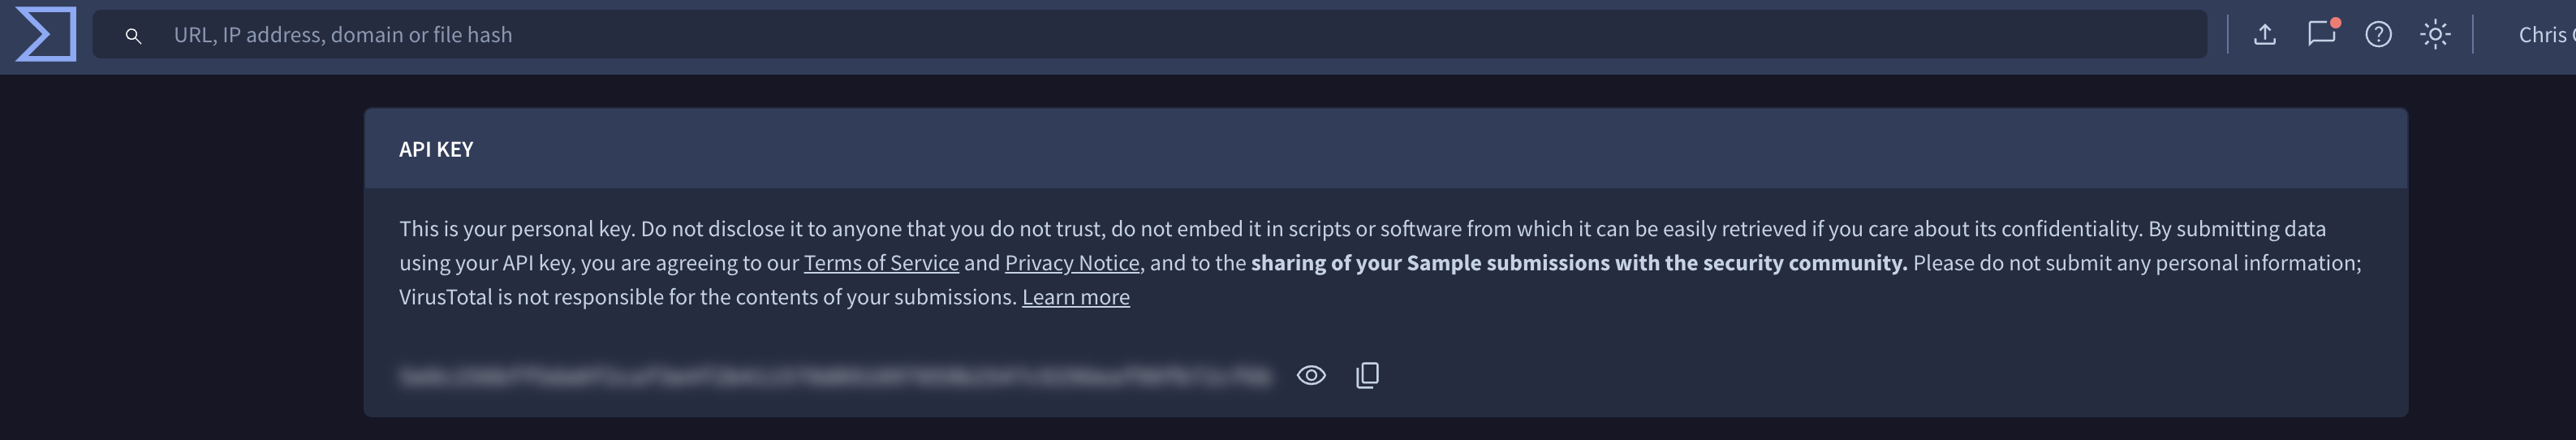 URL, IP address, domain or file hash
Chris
API KEY
This is your personal key. Do not disclose it to anyone that you do not trust, do not embed it in scripts or software from which it can be easily retrieved if you care about its confidentiality. By submitting data
using your API key, you are agreeing to our Terms of Service and Privacy Notice, and to the sharing of your Sample submissions with the security community. Please do not submit any personal information;
VirusTotal is not responsible for the contents of your submissions. Learn more